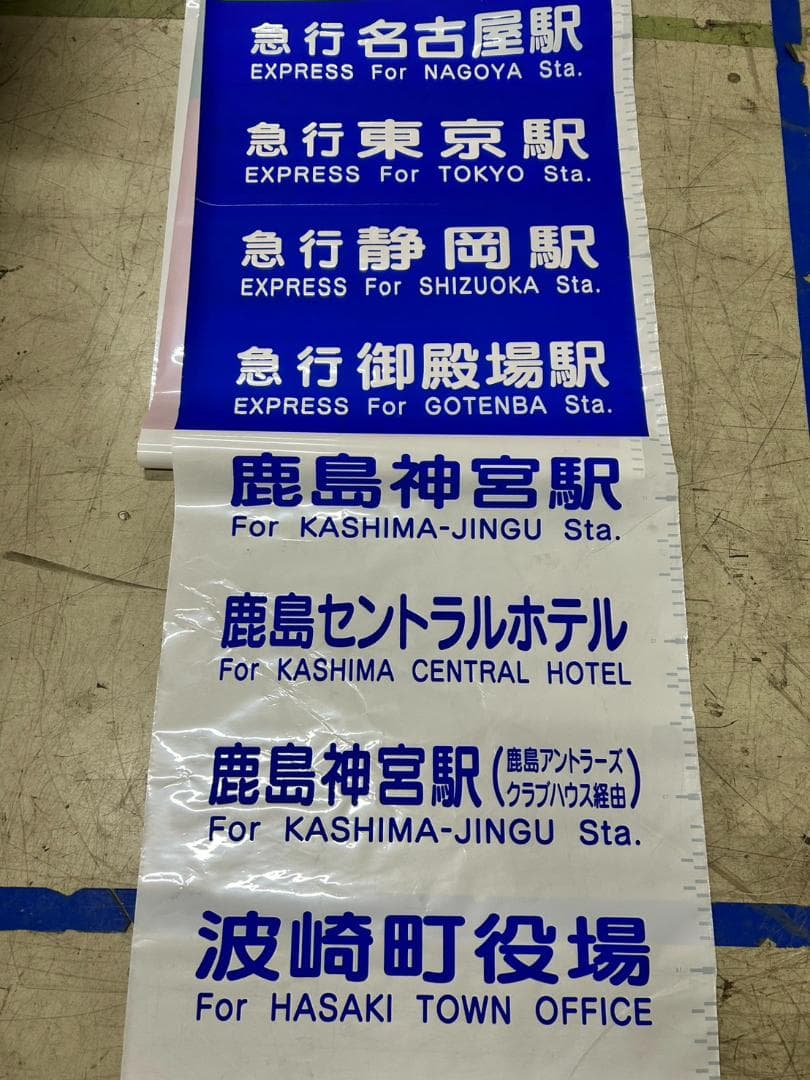 急行 名古屋駅
EXPRESS For NAGOYA Sta.
急行 東京駅
EXPRESS For TOKYO Sta.
急行 静岡駅
EXPRESS For SHIZUOKA Sta.
急行 御殿場駅
EXPRESS For GOTENBA Sta.
鹿島神宮駅
For KASHIMA-JINGU Sta.
鹿島セントラルホテル
For KASHIMA CENTRAL HOTEL
鹿島神宮駅(鹿島アントラーズ
クラブハウス経由)
For KASHIMA-JINGU Sta.
波崎町役場
For HASAKI TOWN OFFICE